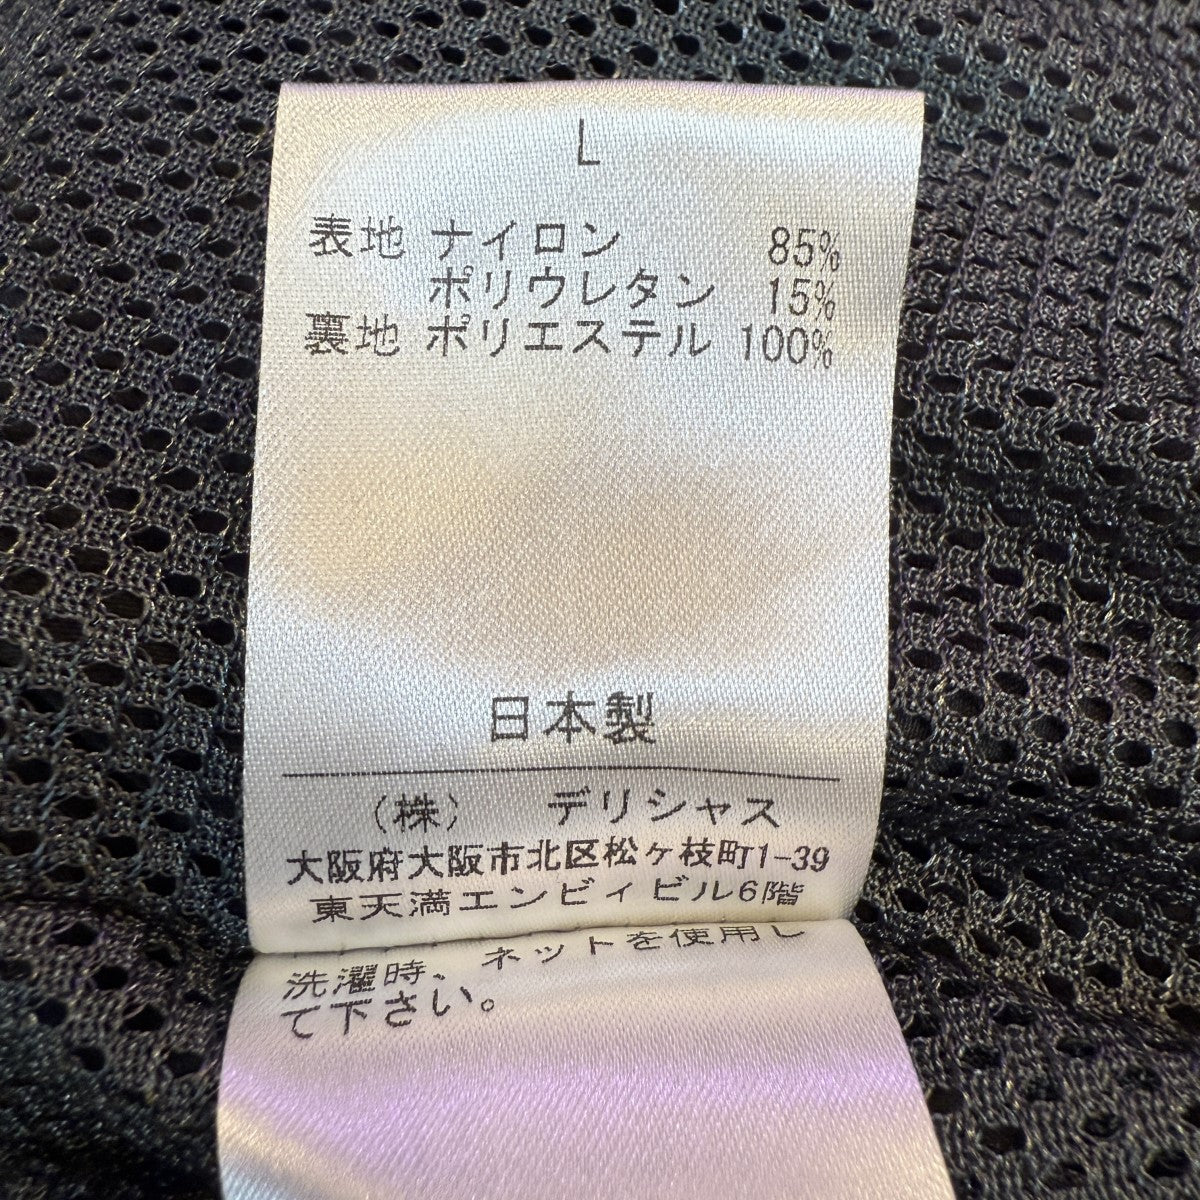 L
表地 ナイロン 85%
ポリウレタン 15%
裏地 ポリエステル 100%
日本製
(株) デリシャス
大阪府大阪市北区松ヶ枝町1-39
東天満エンビィビル6階
洗濯時、ネットを使用し
て下さい。